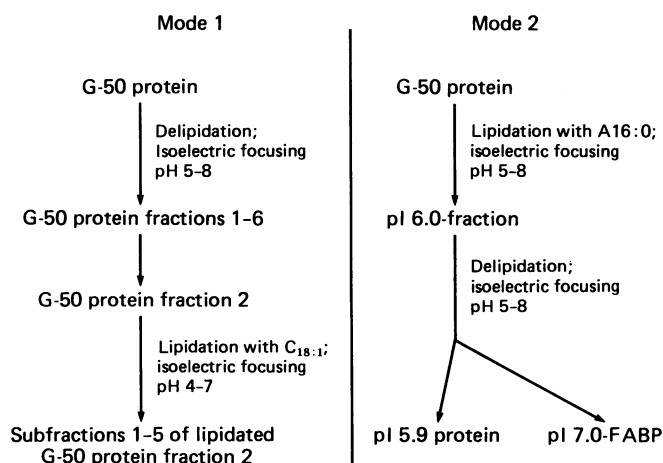 Mode 1
G-50 protein
Delipidation;
Isoelectric focusing
pH 5–8
G-50 protein fractions 1–6
G-50 protein fraction 2
Lipidation with C₁₈:₁;
isoelectric focusing
pH 4–7
Subfractions 1–5 of lipidated
G-50 protein fraction 2
Mode 2
G-50 protein
Lipidation with A16:0;
isoelectric focusing
pH 5–8
pI 6.0-fraction
Delipidation;
isoelectric focusing
pH 5–8
pI 5.9 protein
pI 7.0-FABP